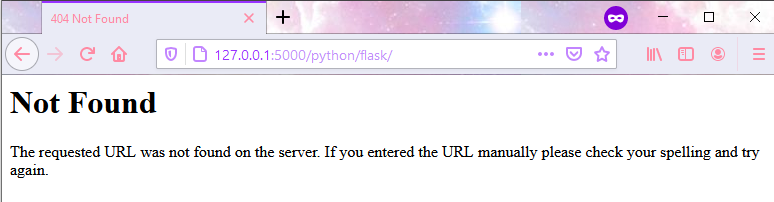 404 Not Found
127.0.0.1:5000/python/flask/
Not Found
The requested URL was not found on the server. If you entered the URL manually please check your spelling and try
again.